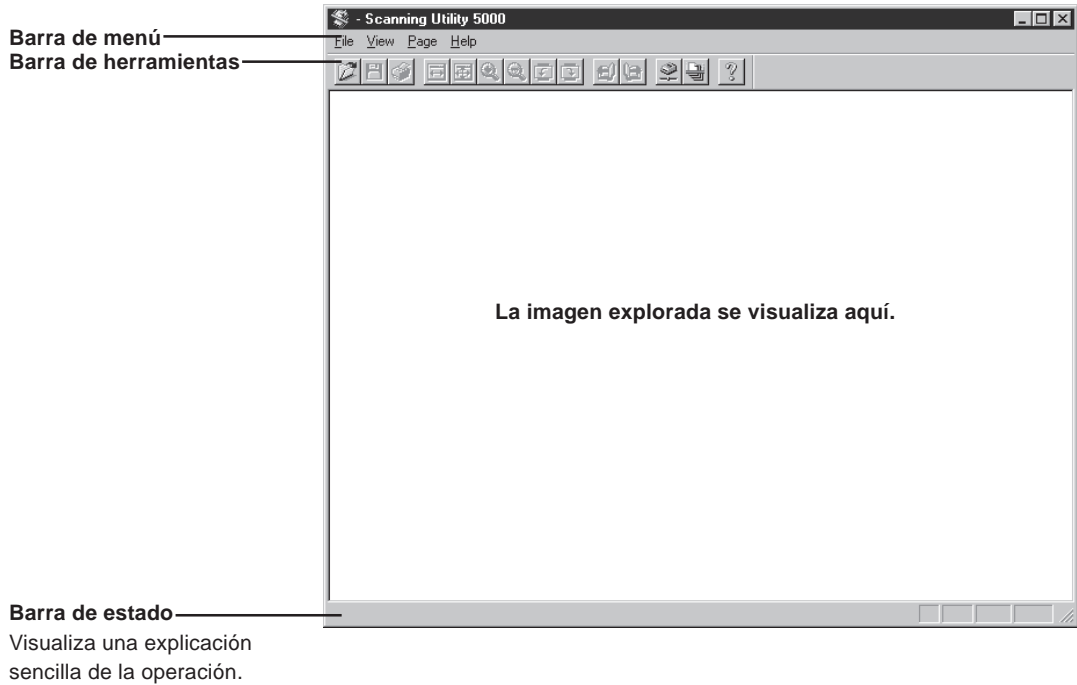 - Scanning Utility 5000
Barra de menú
File View Page Help
Barra de herramientas
La imagen explorada se visualiza aquí.
Barra de estado
Visualiza una explicación
sencilla de la operación.